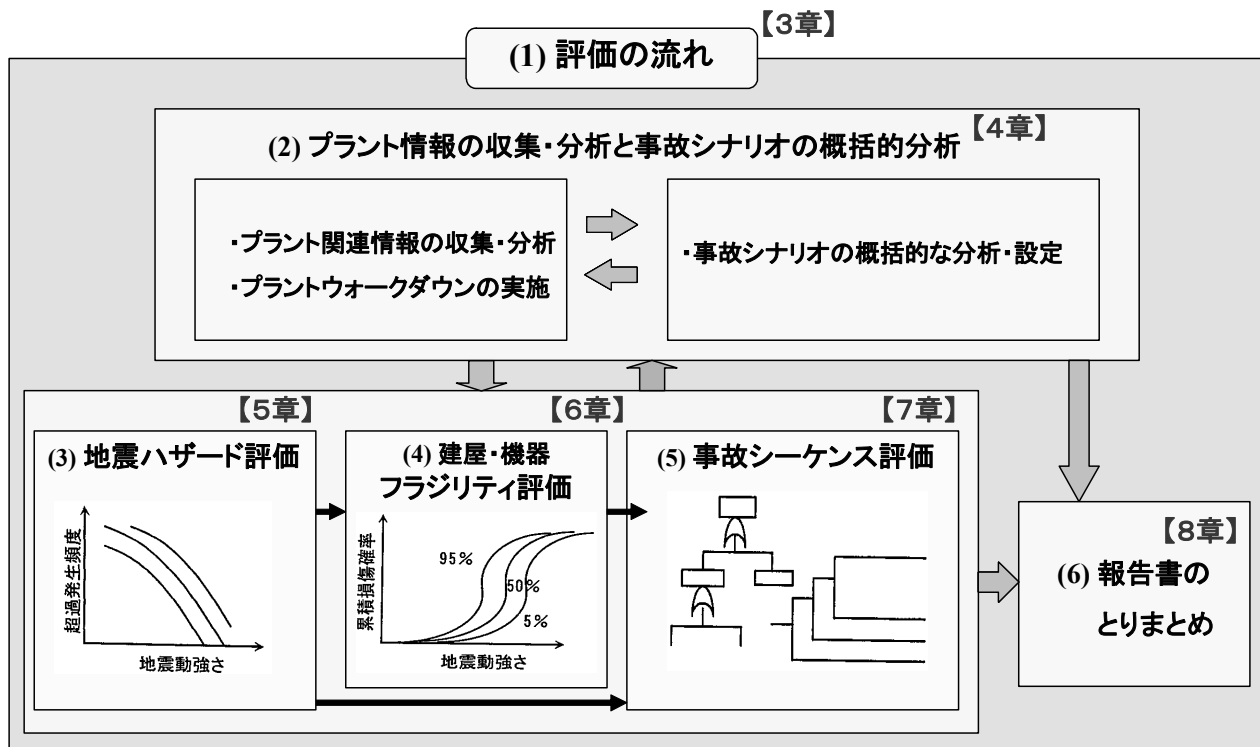 【3章】
(1) 評価の流れ
【4章】
(2) プラント情報の収集・分析と事故シナリオの概括的分析
・プラント関連情報の収集・分析
・プラントウォークダウンの実施
・事故シナリオの概括的な分析・設定
【5章】
(3) 地震ハザード評価
超過発生頻度
地震動強さ
【6章】
(4) 建屋・機器
フラジリティ評価
累積損傷確率
95%
50%
5%
地震動強さ
【7章】
(5) 事故シーケンス評価
【8章】
(6) 報告書の
とりまとめ